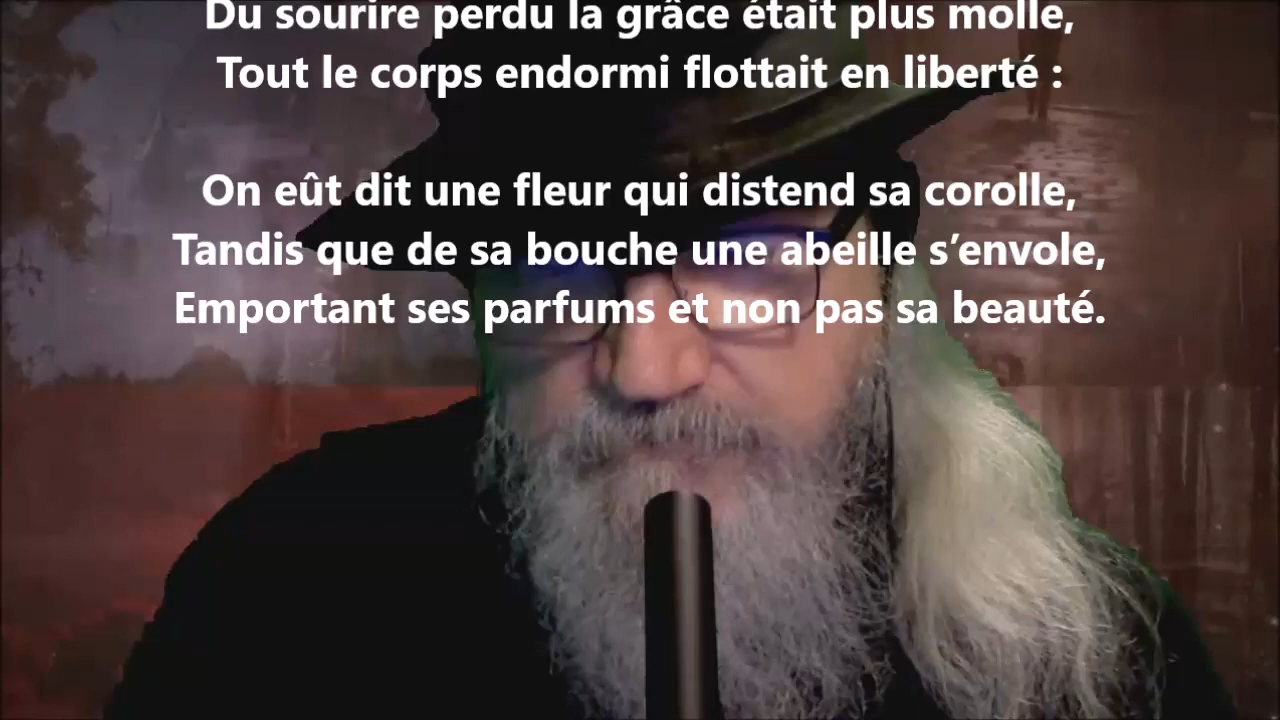 Du sourire perdu la grâce était plus molle,
Tout le corps endormi flottait en liberté :
On eût dit une fleur qui distend sa corolle,
Tandis que de sa bouche une abeille s’envole,
Emportant ses parfums et non pas sa beauté.